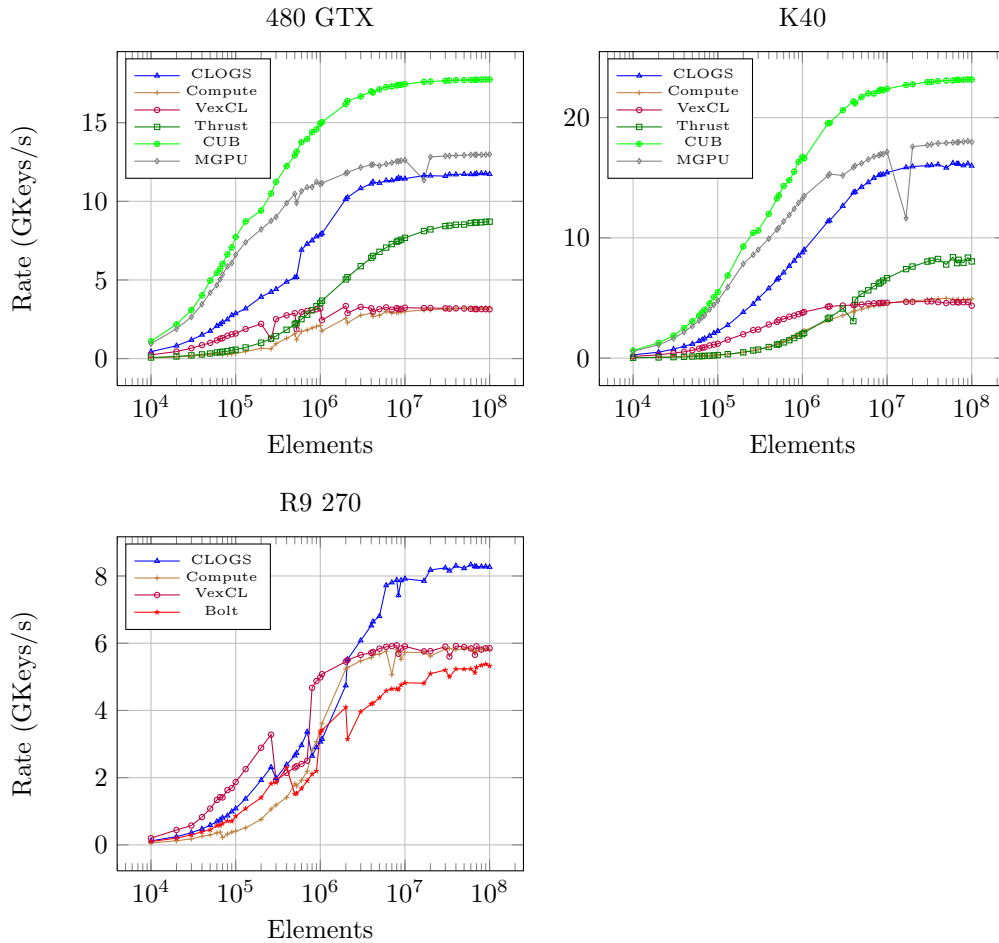 480 GTX
Rate (GKeys/s)
15
10
5
0
CLOGS
Compute
VexCL
Thrust
CUB
MGPU
10^4
10^5
10^6
10^7
10^8
Elements
K40
20
10
0
CLOGS
Compute
VexCL
Thrust
CUB
MGPU
10^4
10^5
10^6
10^7
10^8
Elements
R9 270
Rate (GKeys/s)
8
6
4
2
0
CLOGS
Compute
VexCL
Bolt
10^4
10^5
10^6
10^7
10^8
Elements